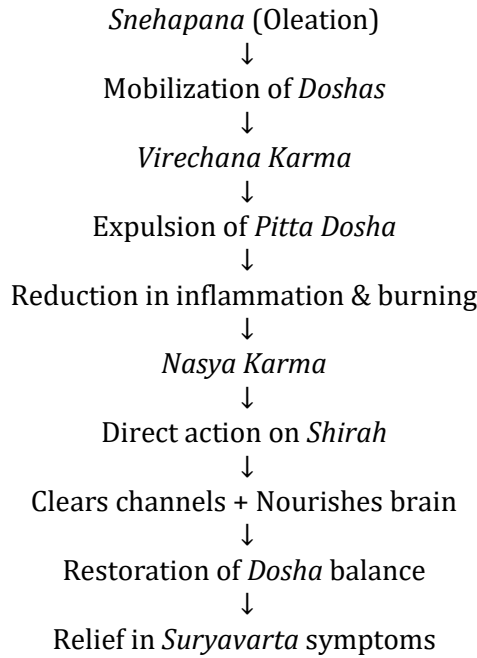 Snehapana (Oleation)
↓
Mobilization of Doshas
↓
Virechana Karma
↓
Expulsion of Pitta Dosha
↓
Reduction in inflammation & burning
↓
Nasya Karma
↓
Direct action on Shirah
↓
Clears channels + Nourishes brain
↓
Restoration of Dosha balance
↓
Relief in Suryavarta symptoms